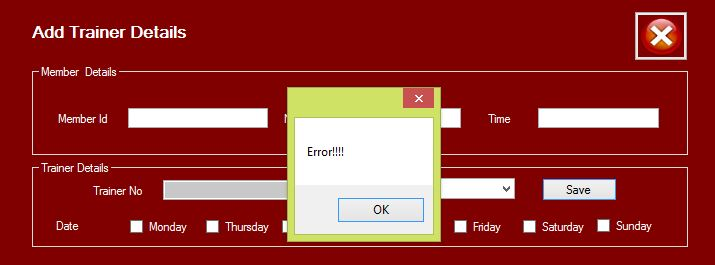 Add Trainer Details
Member Details
Member Id
Time
Error!!!!
OK
Trainer Details
Trainer No
Save
Date
Monday
Thursday
Friday
Saturday
Sunday